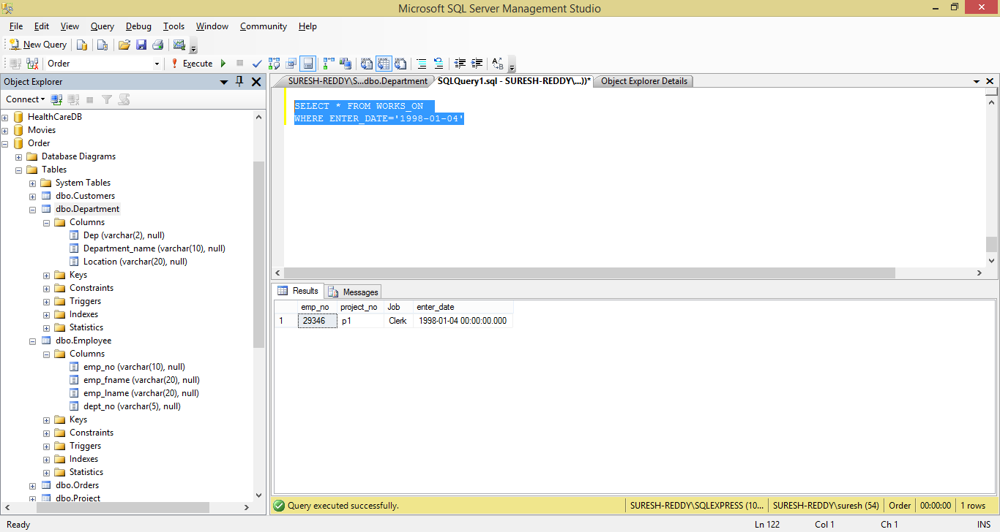 Microsoft SQL Server Management Studio
File Edit View Query Debug Tools Window Community Help
New Query
Order Execute
Object Explorer
Connect
HealthCareDB
Movies
Order
Database Diagrams
Tables
System Tables
dbo.Customers
dbo.Department
Columns
Dep (varchar(2), null)
Department_name (varchar(10), null)
Location (varchar(20), null)
Keys
Constraints
Triggers
Indexes
Statistics
dbo.Employee
Columns
emp_no (varchar(10), null)
emp_fname (varchar(20), null)
emp_lname (varchar(20), null)
dept_no (varchar(5), null)
Keys
Constraints
Triggers
Indexes
Statistics
dbo.Orders
dbo.Project
SURESH-REDDY\S...dbo.Department SQLQuery1.sql - SURESH-REDDY\...))* Object Explorer Details
SELECT * FROM WORKS_ON
WHERE ENTER_DATE='1998-01-04'
Results Messages
emp_no project_no Job enter_date
1 29346 p1 Clerk 1998-01-04 00:00:00.000
Query executed successfully. SURESH-REDDY\SQLEXPRESS (10... SURESH-REDDY\suresh (54) Order 00:00:00 1 rows
Ready Ln 122 Col 1 Ch 1 INS